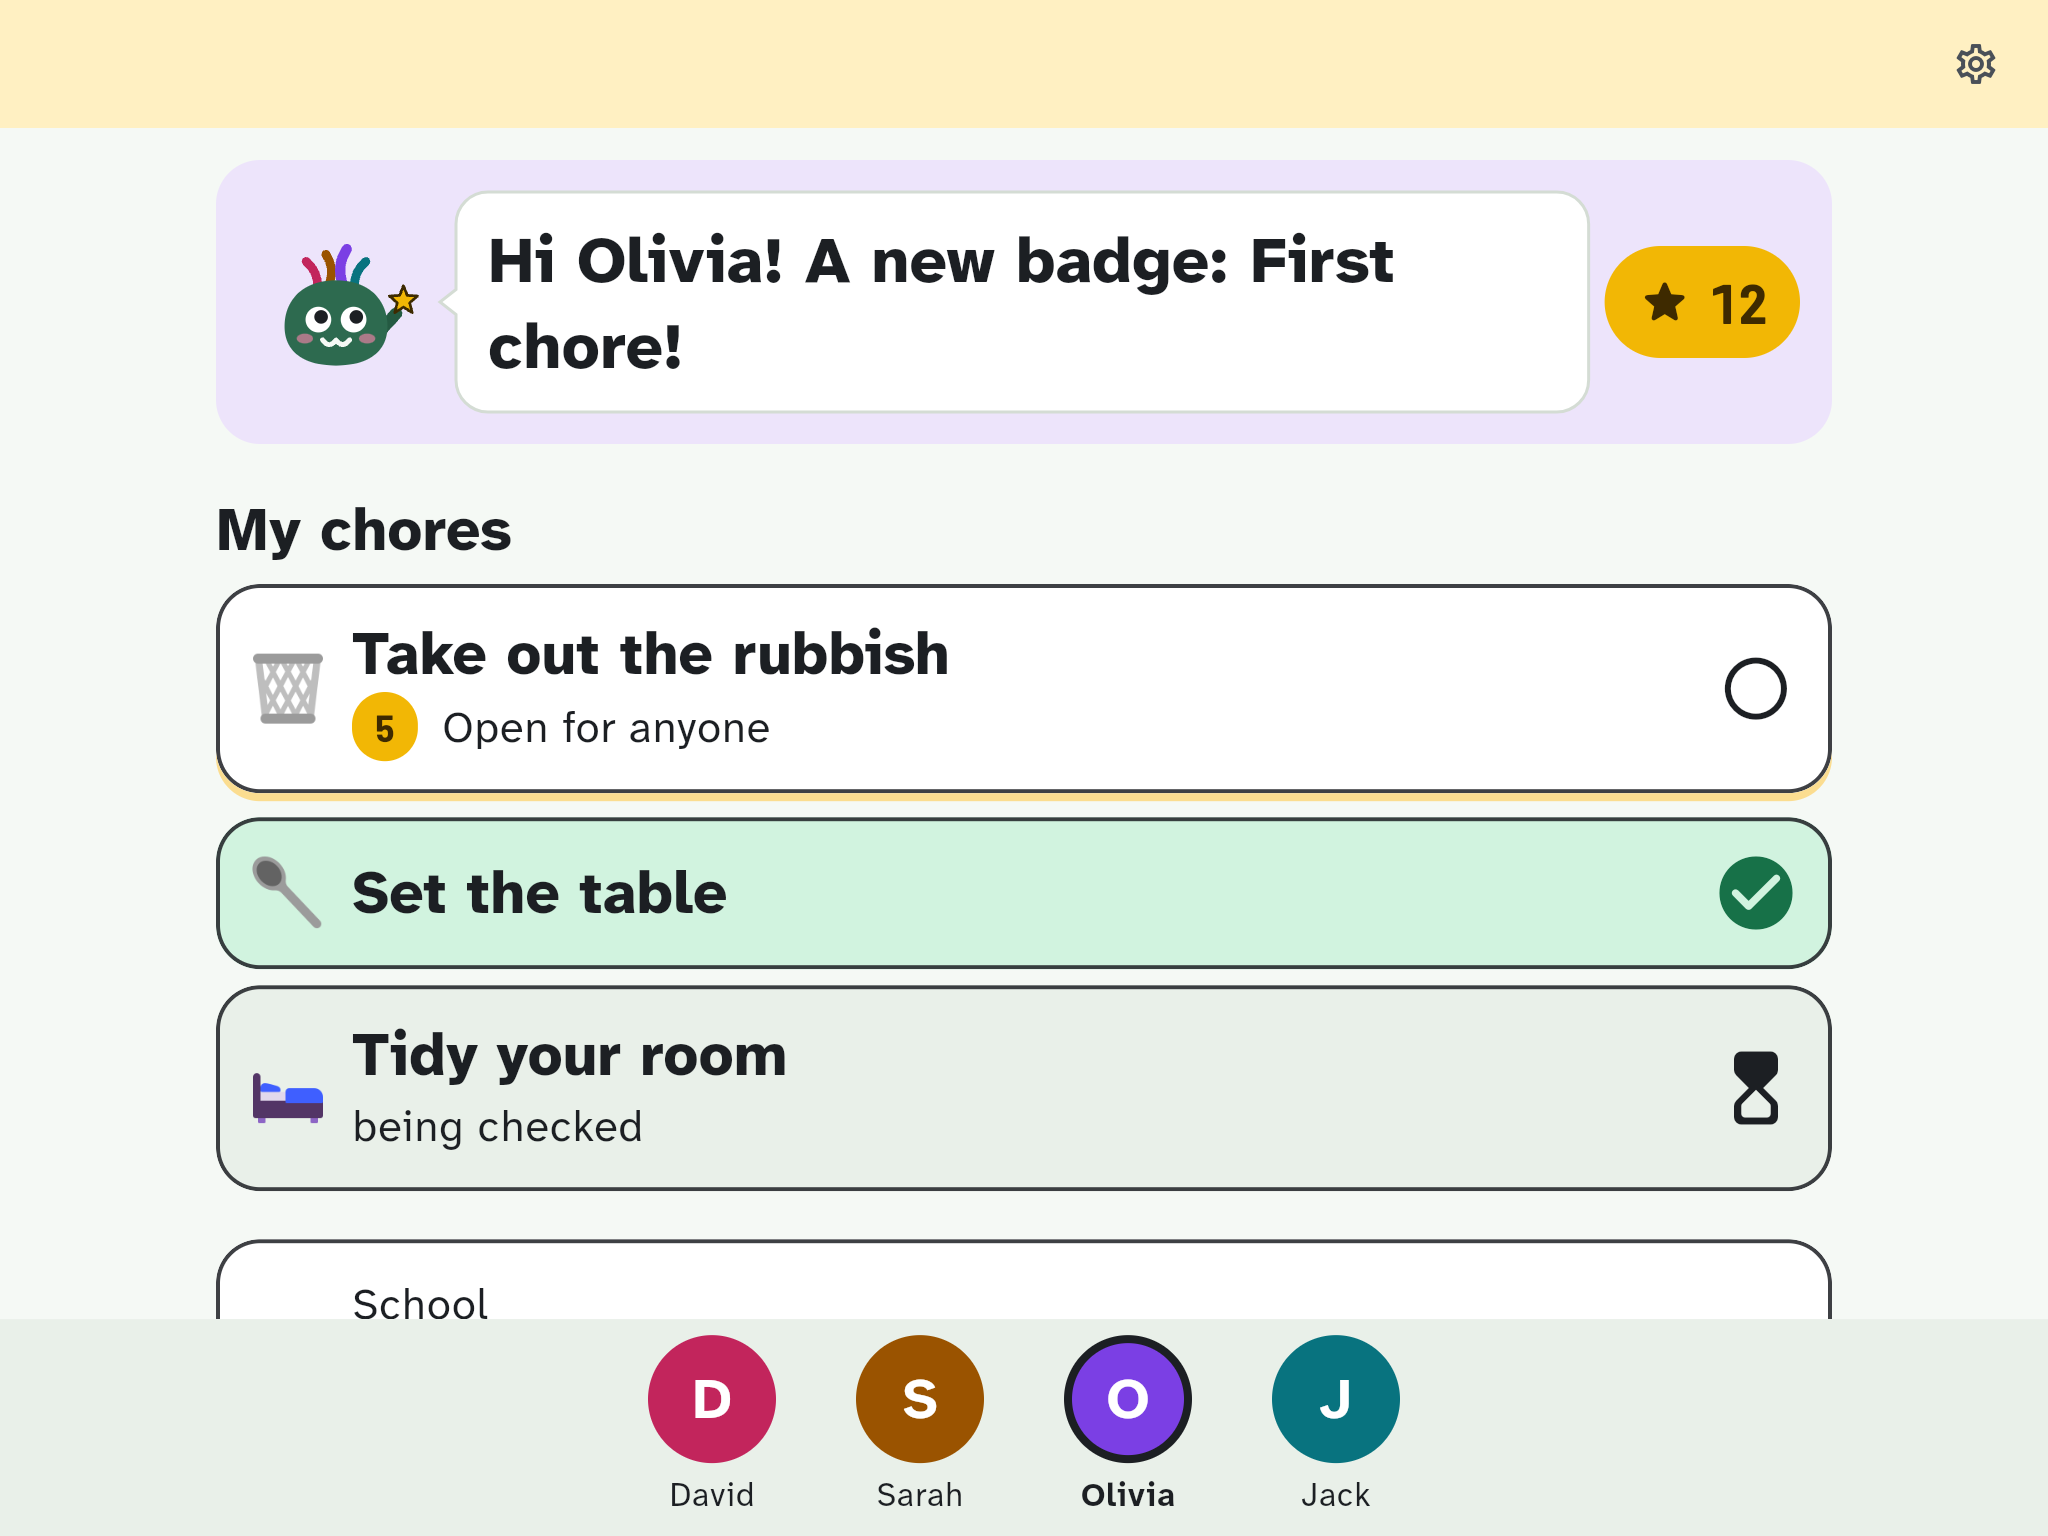 Hi Olivia! A new badge: First
chore!
12
My chores
Take out the rubbish
5 Open for anyone
Set the table
Tidy your room
being checked
School
D
S
O
J
David
Sarah
Olivia
Jack